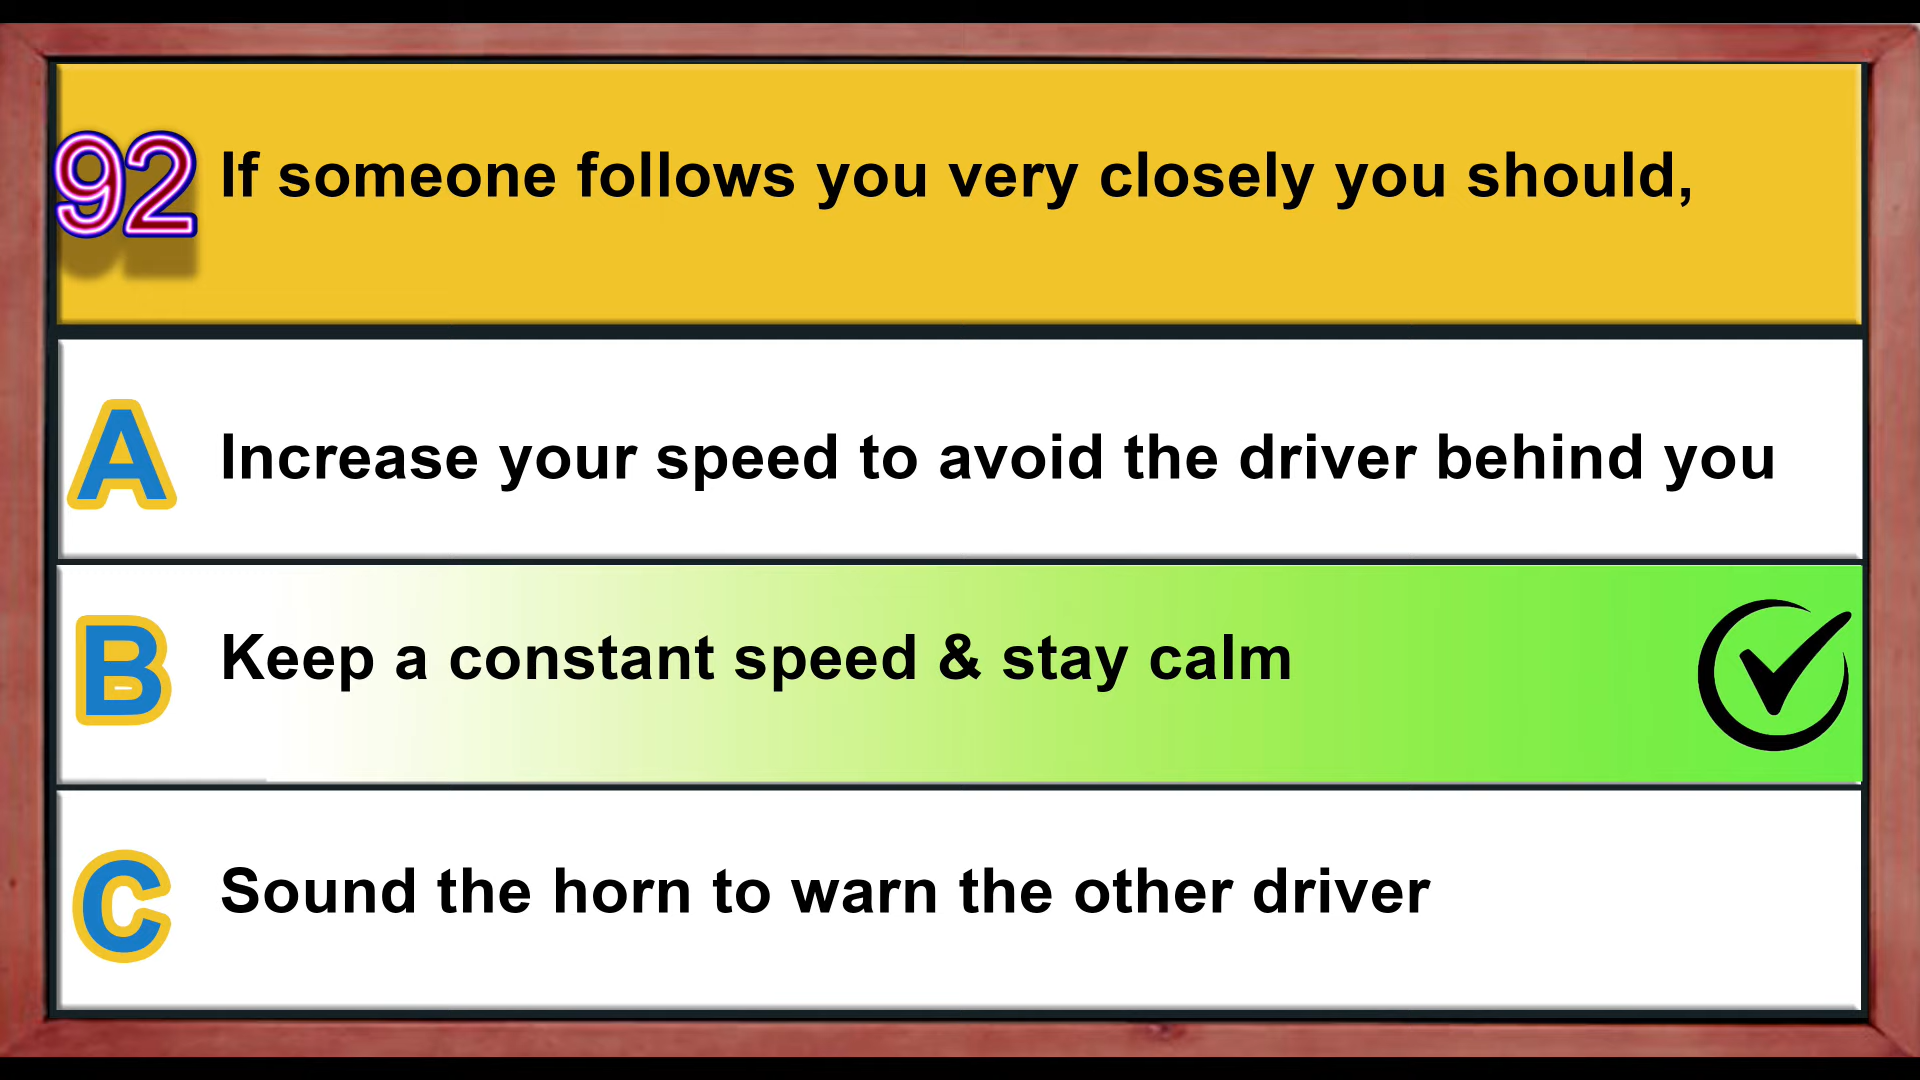 92 If someone follows you very closely you should,
A Increase your speed to avoid the driver behind you
B Keep a constant speed & stay calm
C Sound the horn to warn the other driver